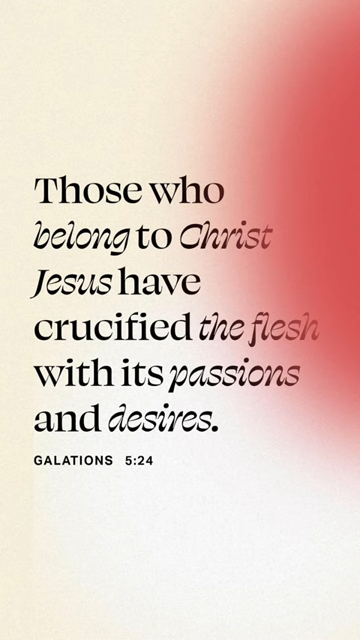 Those who
belong to Christ
Jesus have
crucified the flesh
with its passions
and desires.
GALATIONS 5:24